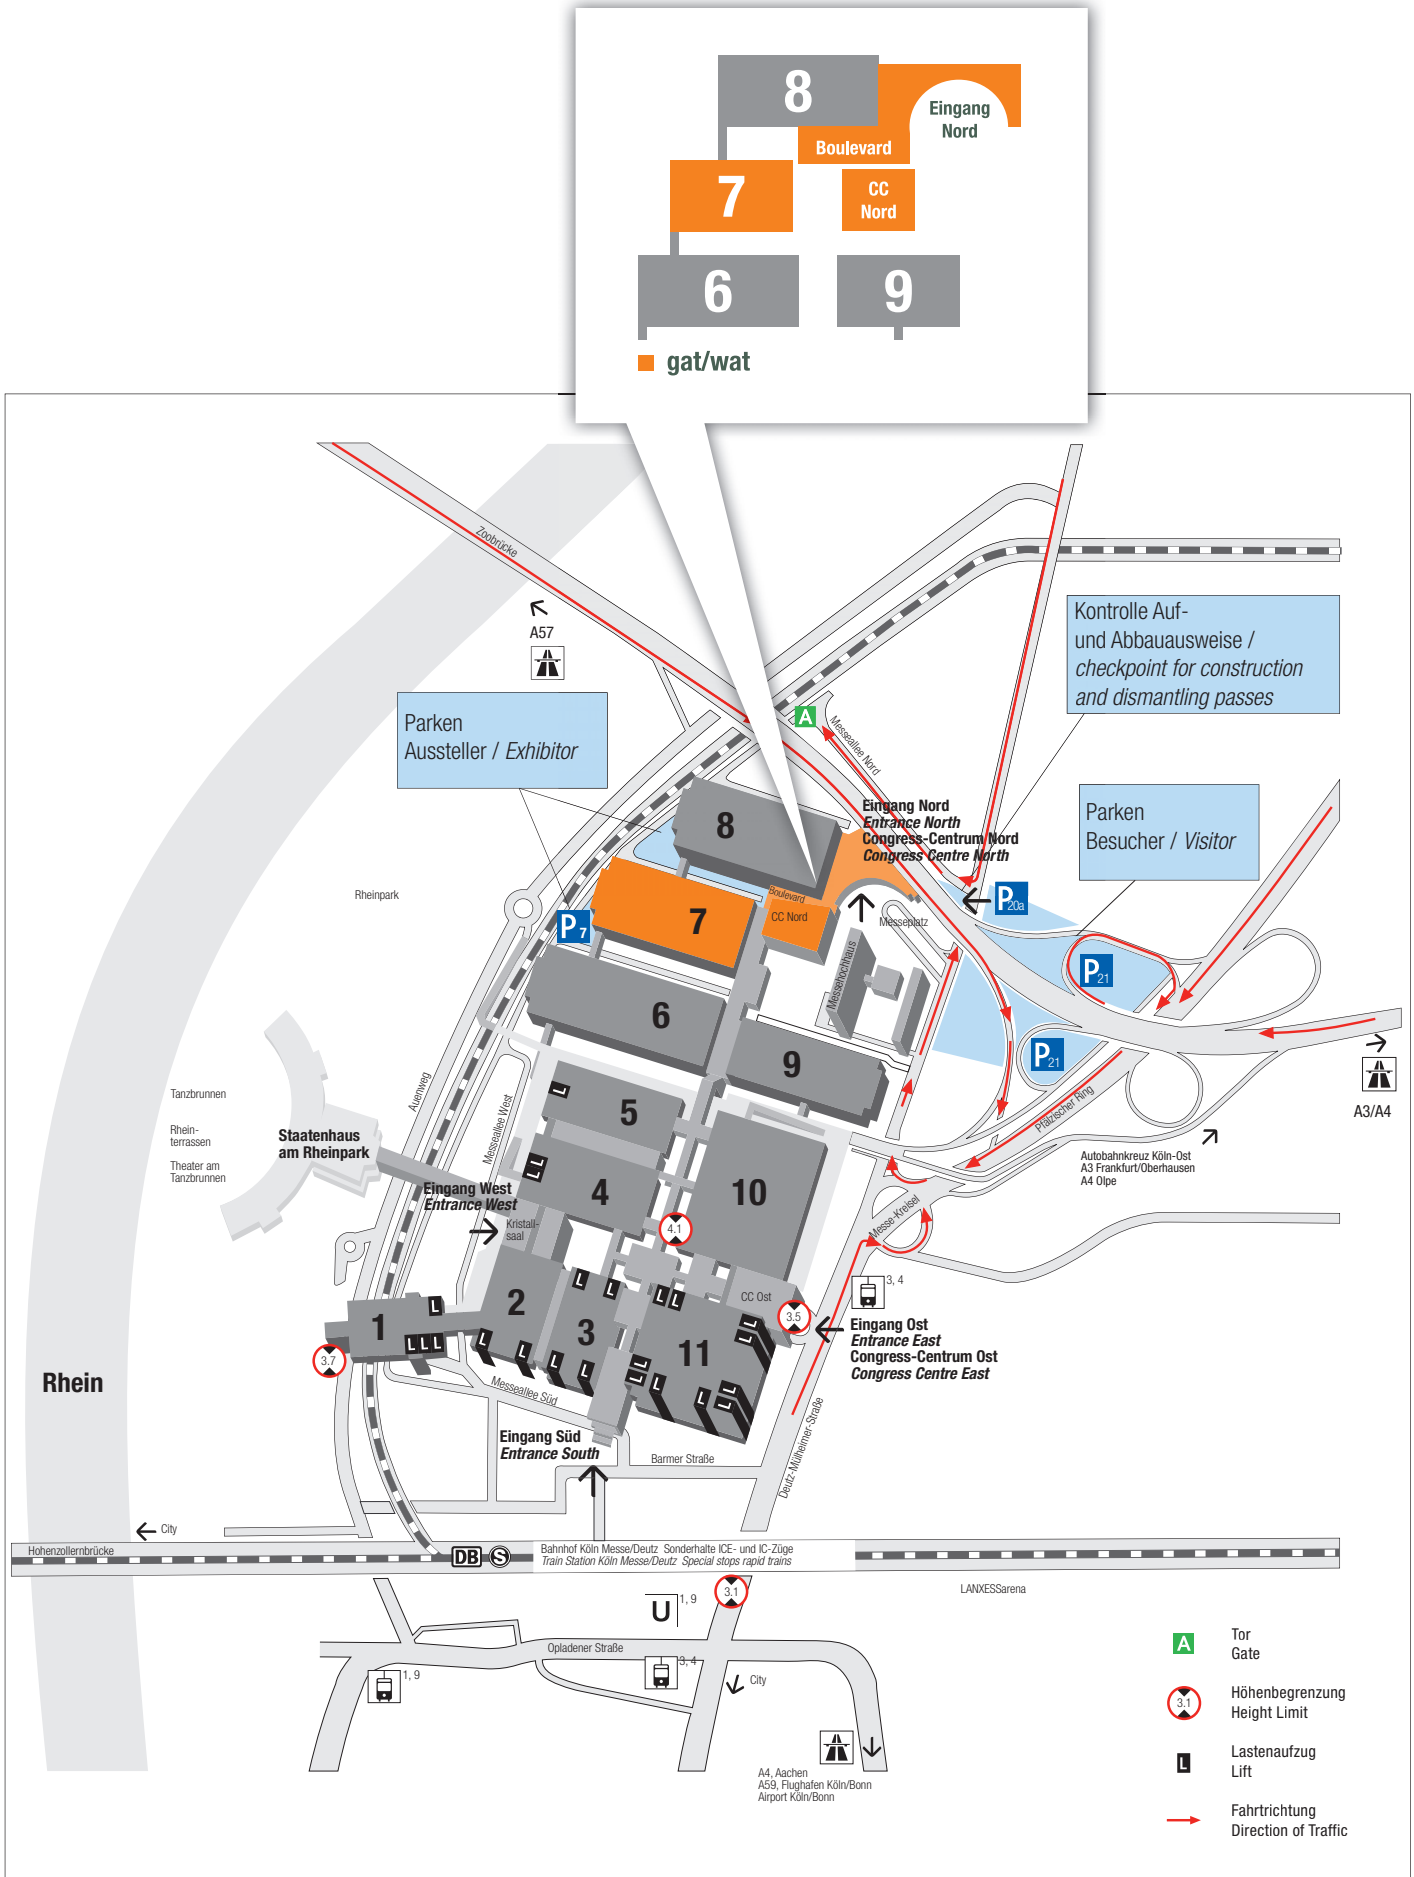 8
Eingang
Nord
Boulevard
7
CC
Nord
6
9
gat/wat
Zoobrücke
A57
Kontrolle Auf-
und Abbauausweise /
checkpoint for construction
and dismantling passes
Parken
Aussteller / Exhibitor
A
Messeallee Nord
Parken
Besucher / Visitor
8
Eingang Nord
Entrance North
Congress-Centrum Nord
Congress Centre North
Rheinpark
Boulevard
P20a
7
CC Nord
Messeplatz
P7
Messehochhaus
P21
6
9
P21
A3/A4
Tanzbrunnen
Rhein-
terrassen
Theater am
Tanzbrunnen
Auenweg
Messeallee West
L
5
Pfälzischer Ring
Staatenhaus
am Rheinpark
Autobahnkreuz Köln-Ost
A3 Frankfurt/Oberhausen
A4 Olpe
L L
4
10
Eingang West
Entrance West
Kristall-
saal
4.1
Messe-Kreisel
3, 4
L
L
L L
CC Ost
3.5
1
2
3
11
L
L
Eingang Ost
Entrance East
Congress-Centrum Ost
Congress Centre East
L L L
L
L
L
L
L
L
L
L
L
L
3.7
Rhein
Messeallee Süd
Deutz-Mülheimer-Straße
Eingang Süd
Entrance South
Barmer Straße
City
Hohenzollernbrücke
DB
S
Bahnhof Köln Messe/Deutz Sonderhalte ICE- und IC-Züge
Train Station Köln Messe/Deutz Special stops rapid trains
LANXESSarena
3.1
U
1, 9
Opladener Straße
1, 9
3, 4
City
A4, Aachen
A59, Flughafen Köln/Bonn
Airport Köln/Bonn
A
Tor
Gate
3.1
Höhenbegrenzung
Height Limit
L
Lastenaufzug
Lift
Fahrtrichtung
Direction of Traffic